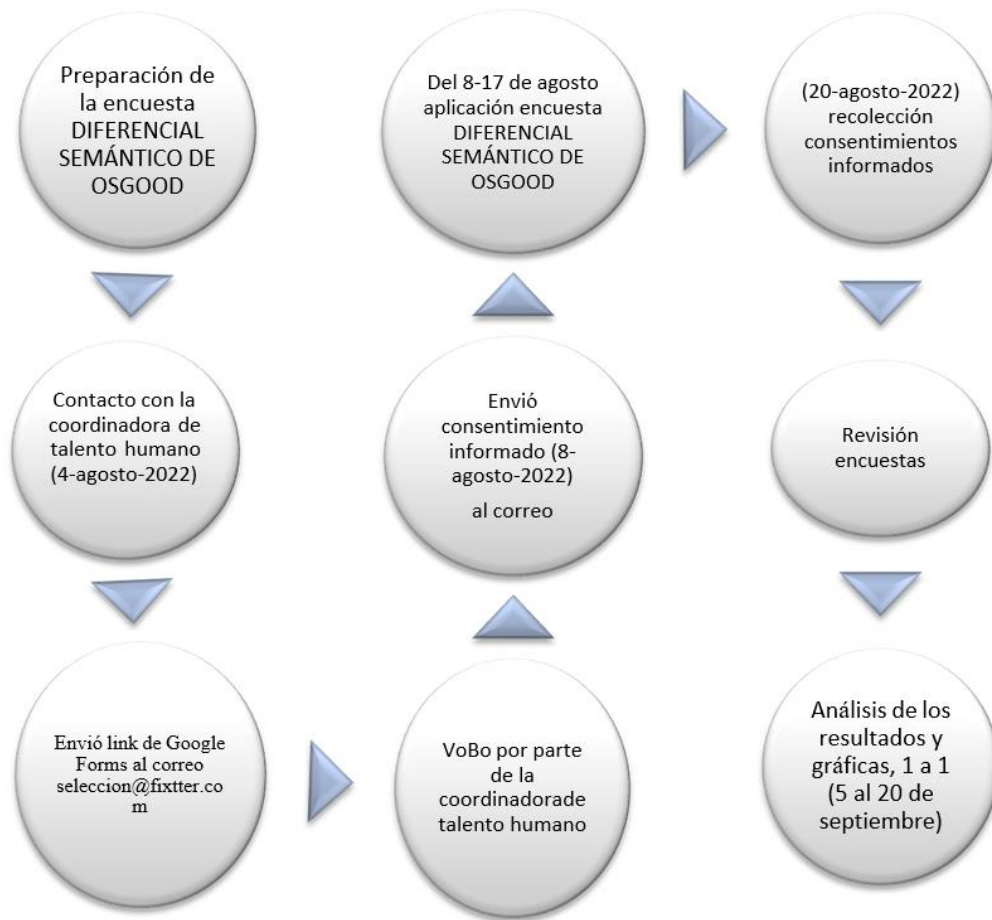 Preparación de
la encuesta
DIFERENCIAL
SEMÁNTICO DE
OSGOOD
Contacto con la
coordinadora de
talento humano
(4-agosto-2022)
Envió link de Google
Forms al correo
seleccion@fixtter.co
m
VoBo por parte
de la
coordinadorade
talento humano
Envió
consentimiento
informado (8-
agosto-2022)
al correo
Del 8-17 de agosto
aplicación encuesta
DIFERENCIAL
SEMÁNTICO DE
OSGOOD
(20-agosto-2022)
recolección
consentimientos
informados
Revisión
encuestas
Análisis de los
resultados y
gráficas, 1 a 1
(5 al 20 de
septiembre)